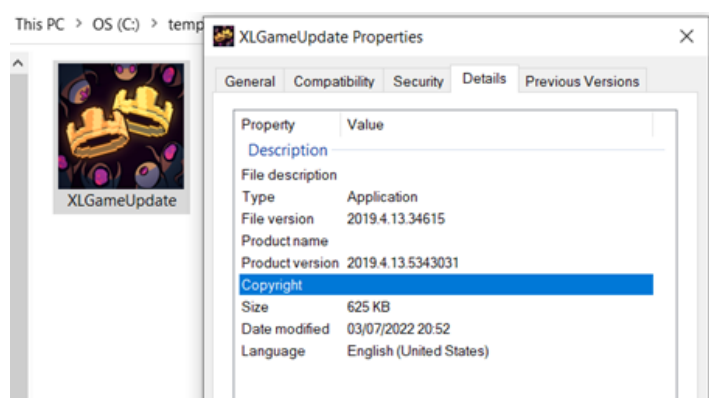 This PC > OS (C:) > temp
XLGameUpdate
XLGameUpdate Properties
General Compatibility Security Details Previous Versions
Property Value
Description
File description
Type Application
File version 2019.4.13.34615
Product name
Product version 2019.4.13.5343031
Copyright
Size 625 KB
Date modified 03/07/2022 20:52
Language English (United States)